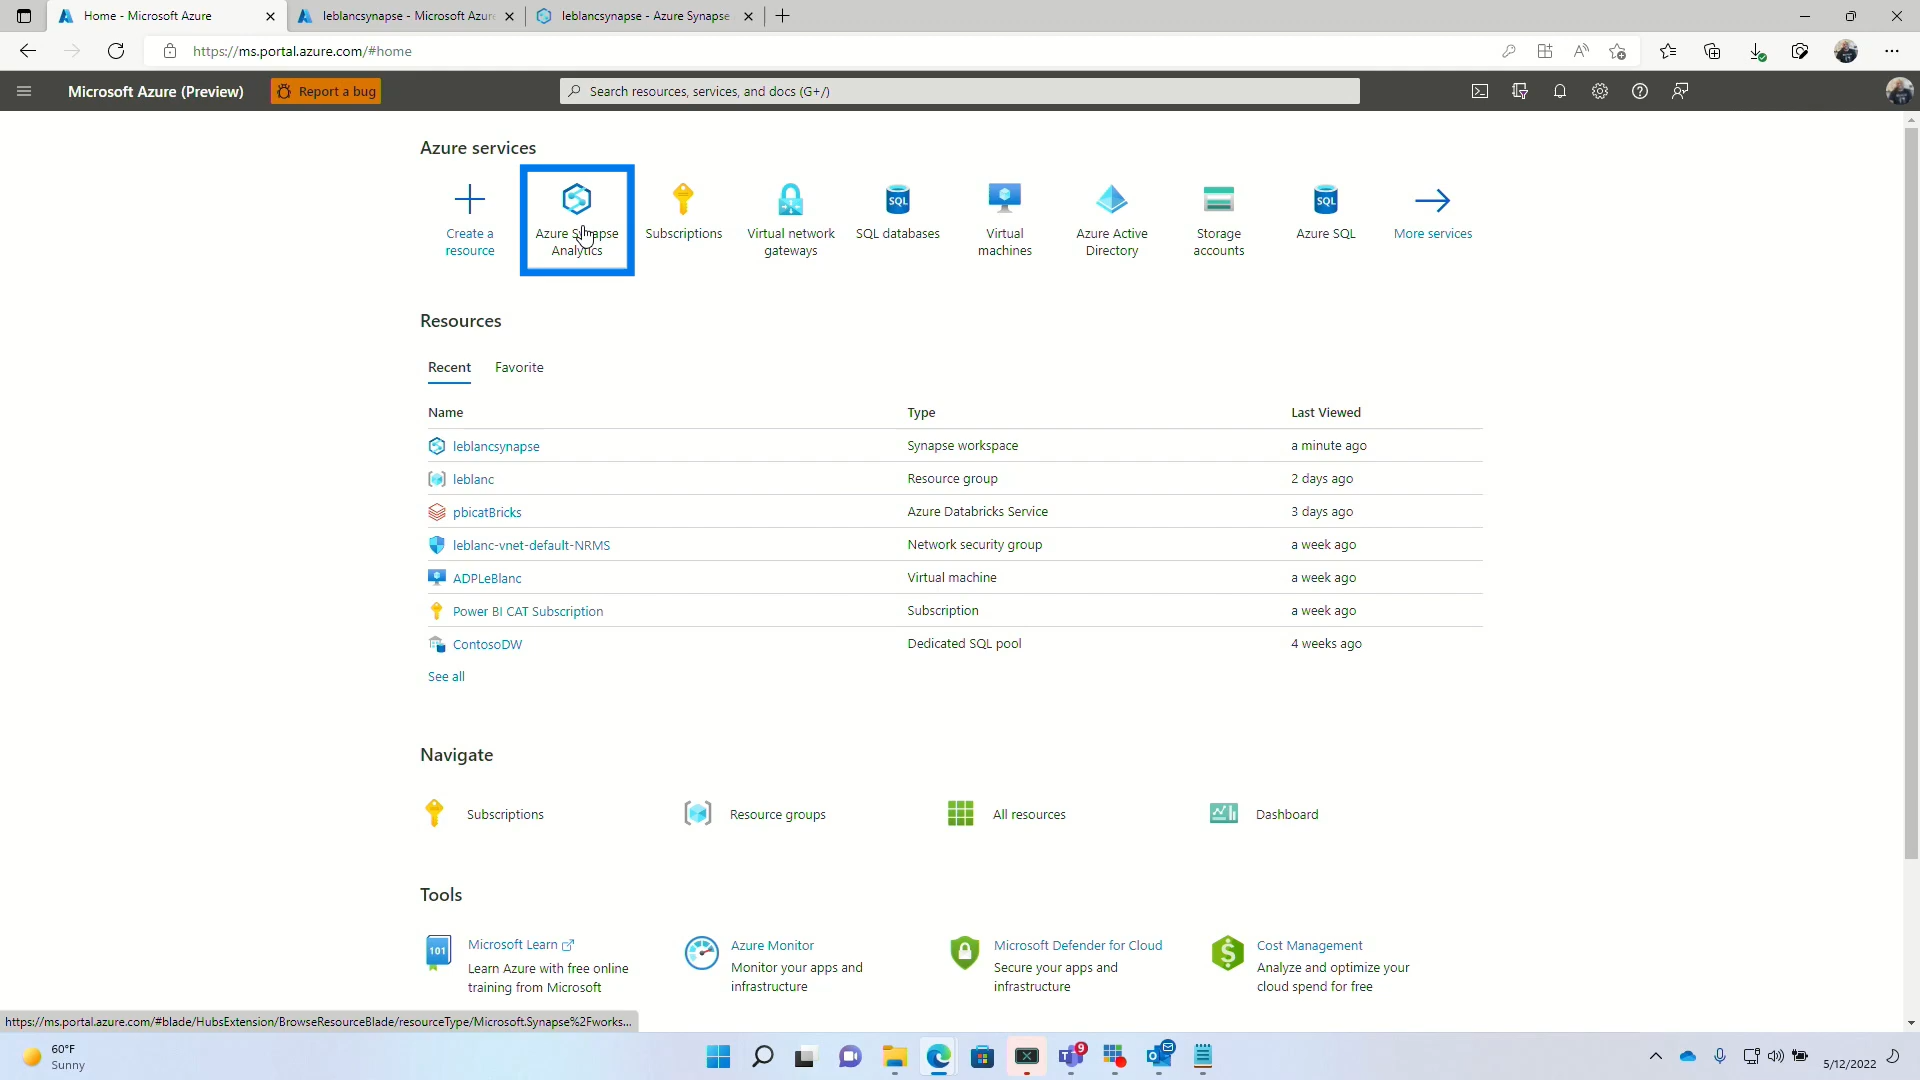 Home - Microsoft Azure
leblancsynapse - Microsoft Azur
leblancsynapse - Azure Synapse
https://ms.portal.azure.com/#home
Microsoft Azure (Preview)
Report a bug
Search resources, services, and docs (G+/)
Azure services
Create a
resource
Azure Synapse
Analytics
Subscriptions
Virtual network
gateways
SQL
SQL databases
Virtual
machines
Azure Active
Directory
Storage
accounts
SQL
Azure SQL
More services
Resources
Recent
Favorite
Name
Type
Last Viewed
leblancsynapse
Synapse workspace
a minute ago
leblanc
Resource group
2 days ago
pbicatBricks
Azure Databricks Service
3 days ago
leblanc-vnet-default-NRMS
Network security group
a week ago
ADPLeBlanc
Virtual machine
a week ago
Power BI CAT Subscription
Subscription
a week ago
ContosoDW
Dedicated SQL pool
4 weeks ago
See all
Navigate
Subscriptions
Resource groups
All resources
Dashboard
Tools
101
Microsoft Learn
Learn Azure with free online
training from Microsoft
Azure Monitor
Monitor your apps and
infrastructure
Microsoft Defender for Cloud
Secure your apps and
infrastructure
Cost Management
Analyze and optimize your
cloud spend for free
https://ms.portal.azure.com/#blade/HubsExtension/BrowseResourceBlade/resourceType/Microsoft.Synapse%2Fworks...
60°F
Sunny
9
5/12/2022